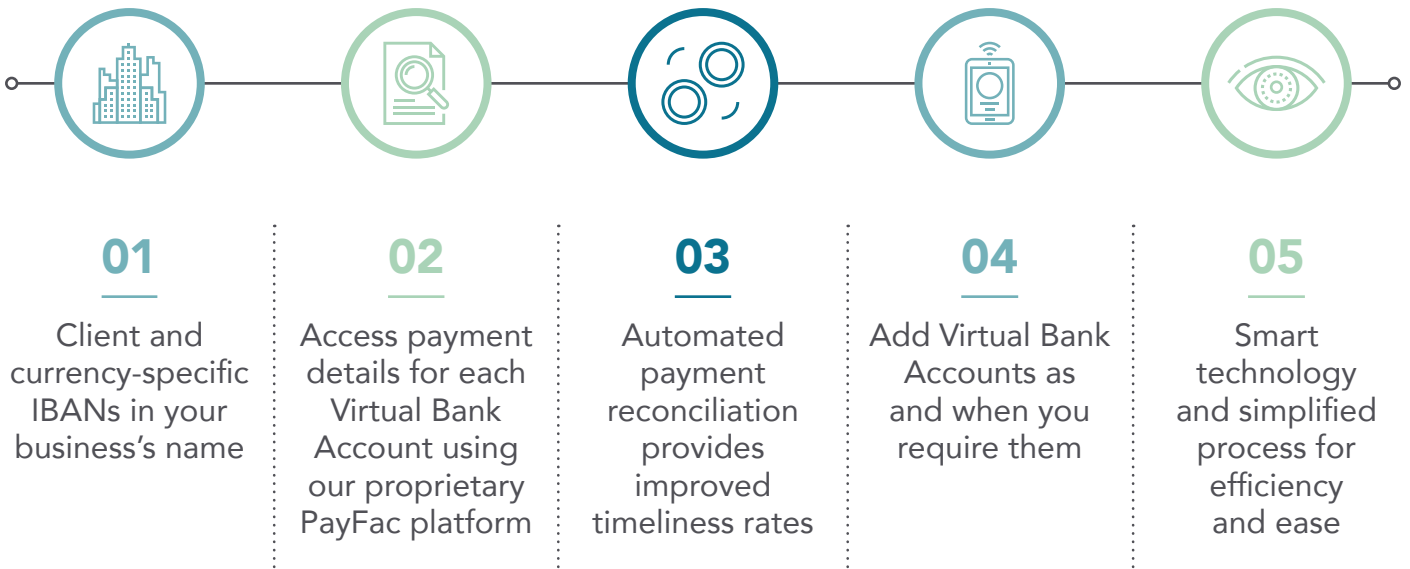 01
Client and
currency-specific
IBANs in your
business’s name
02
Access payment
details for each
Virtual Bank
Account using
our proprietary
PayFac platform
03
Automated
payment
reconciliation
provides
improved
timeliness rates
04
Add Virtual Bank
Accounts as
and when you
require them
05
Smart
technology
and simplified
process for
efficiency
and ease